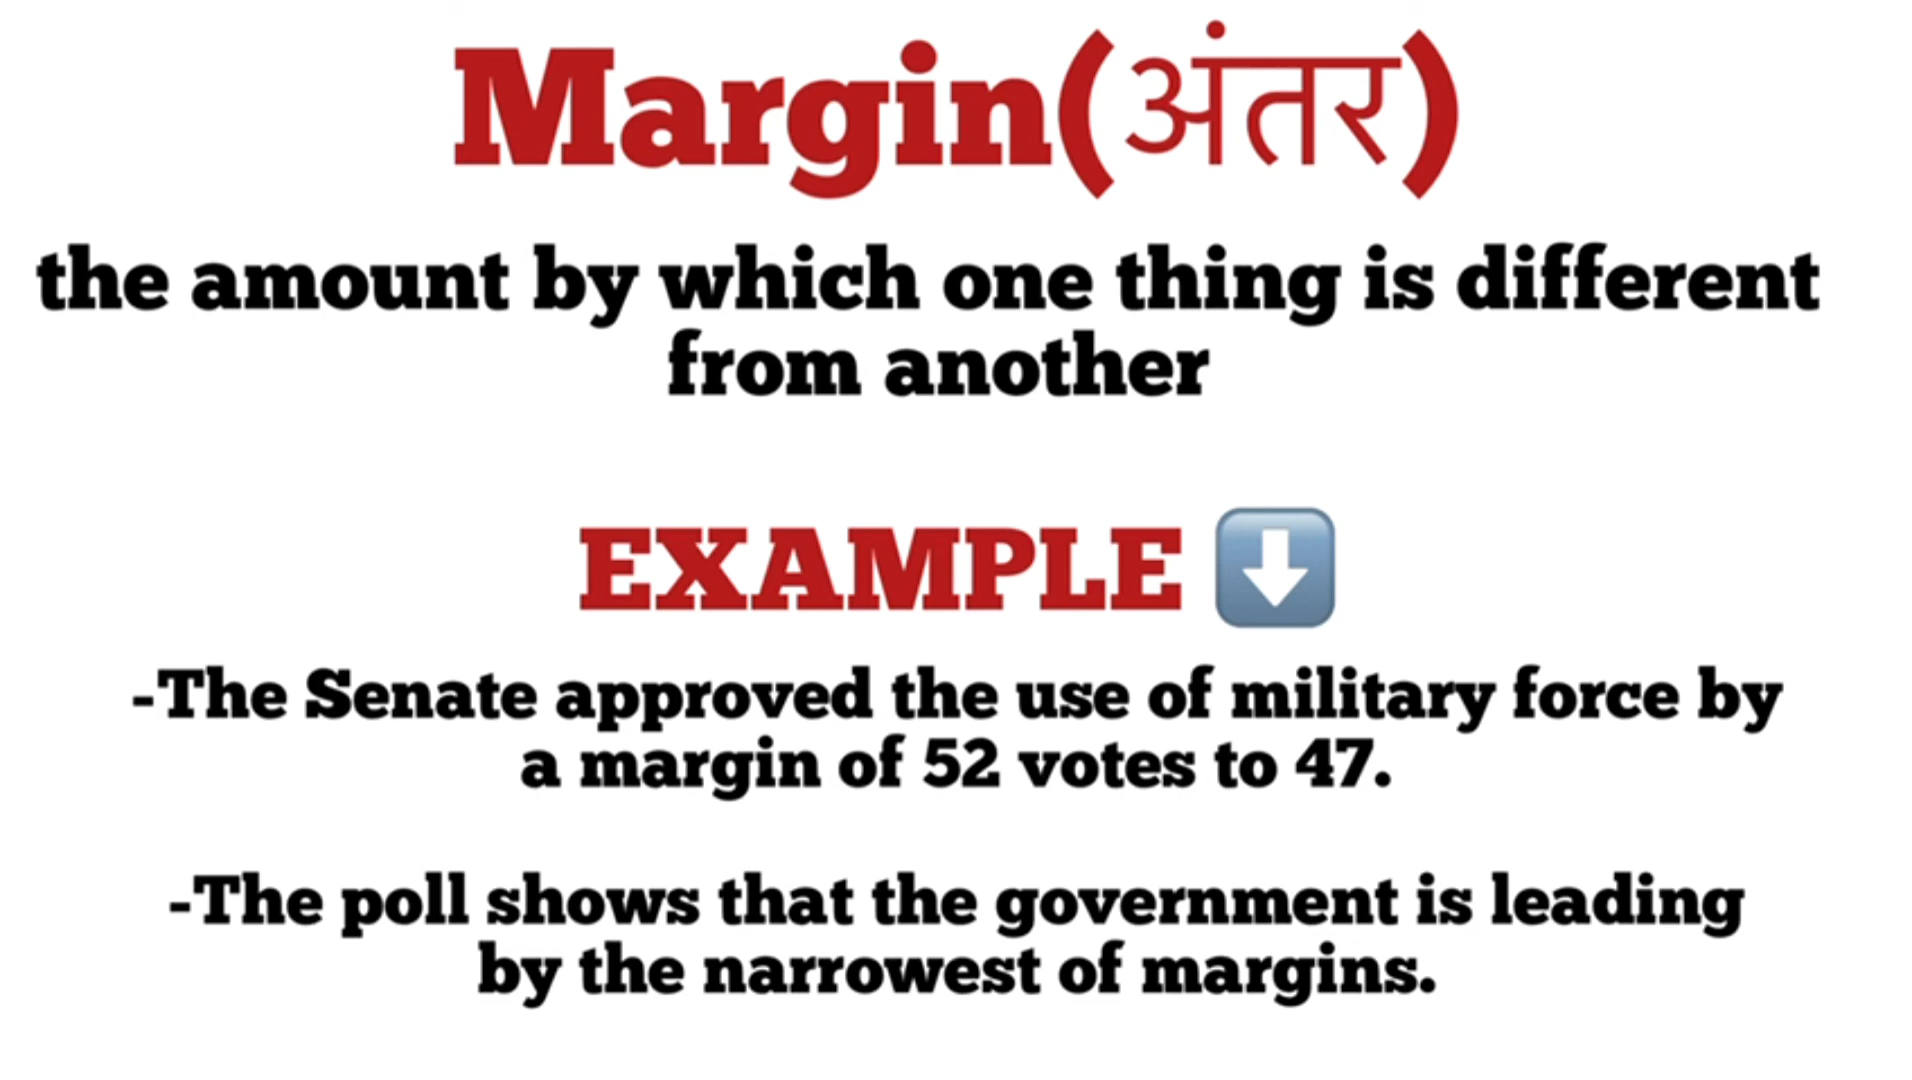 Margin(अंतर)
the amount by which one thing is different
from another
EXAMPLE ⬇️
-The Senate approved the use of military force by
a margin of 52 votes to 47.
-The poll shows that the government is leading
by the narrowest of margins.